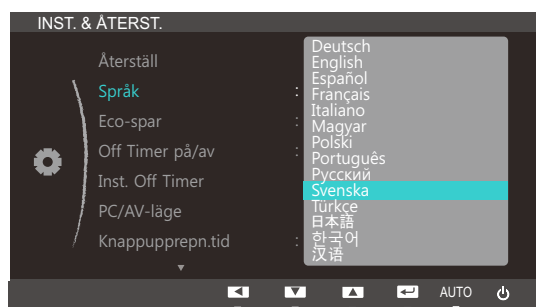 INST. & ÅTERST.
Återställ
Språk :
Eco-spar :
Off Timer på/av :
Inst. Off Timer
PC/AV-läge
Knappupprepn.tid :
Deutsch
English
Español
Français
Italiano
Magyar
Polski
Português
Русский
Svenska
Türkçe
日本語
한국어
汉语
AUTO